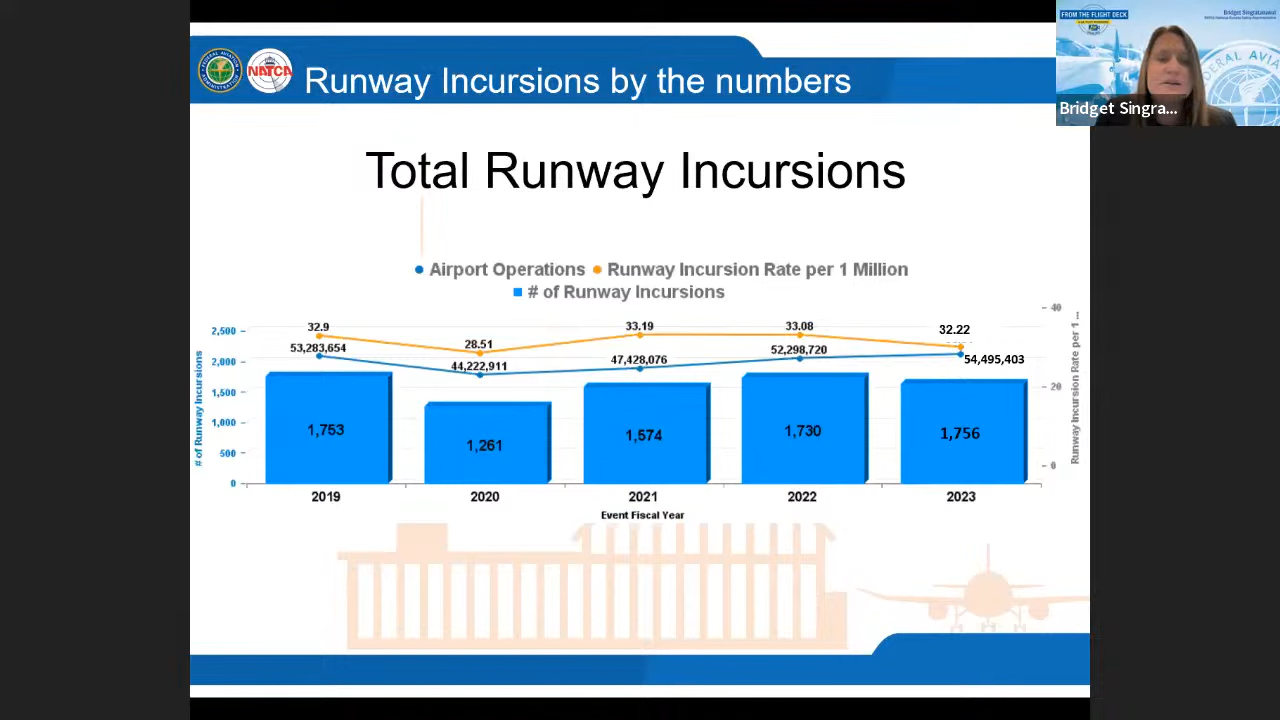 Runway Incursions by the numbers
NATCA
FROM THE FLIGHT DECK
Bridget Singra...
Total Runway Incursions
Airport Operations Runway Incursion Rate per 1 Million
# of Runway Incursions
2,500
2,000
1,500
1,000
500
0
# of Runway Incursions
40
20
0
Runway Incursion Rate per 1 ...
32.9
28.51
33.19
33.08
32.22
53,283,654
44,222,911
47,428,076
52,298,720
54,495,403
1,753
1,261
1,574
1,730
1,756
2019
2020
2021
2022
2023
Event Fiscal Year